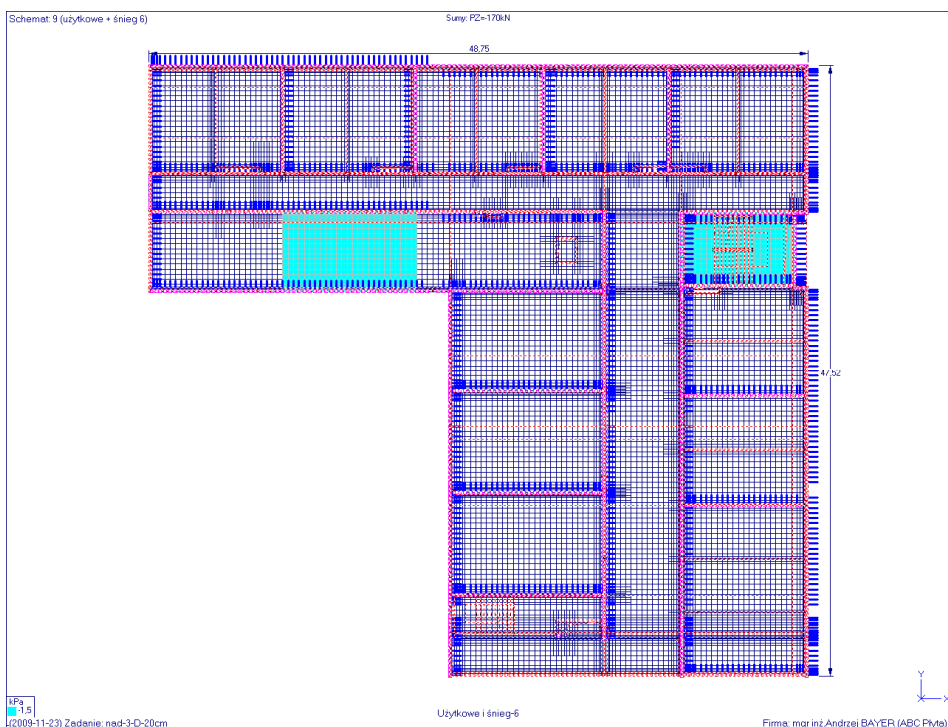 Schemat: 9 (użytkowe + śnieg 6)
Sumy: PZ=-170kN
48,75
47,52
Y
X
kPa
-1,5
(2009-11-23) Zadanie: nad-3-D-20cm
Użytkowe i śnieg-6
Firma: mgr inż.Andrzej BAYER (ABC Płyta)